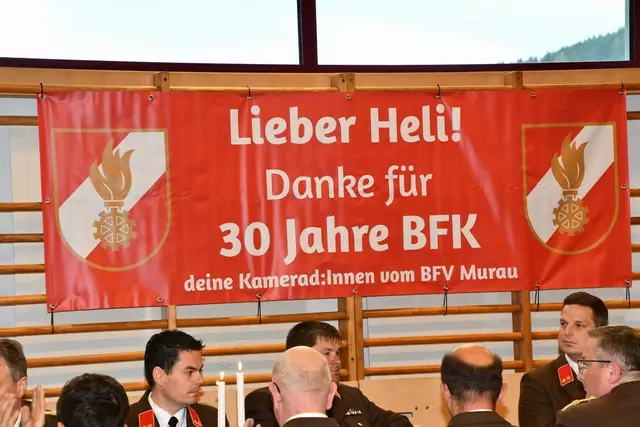 Lieber Heli!
Danke für
30 Jahre BFK
deine Kamerad:Innen vom BFV Murau